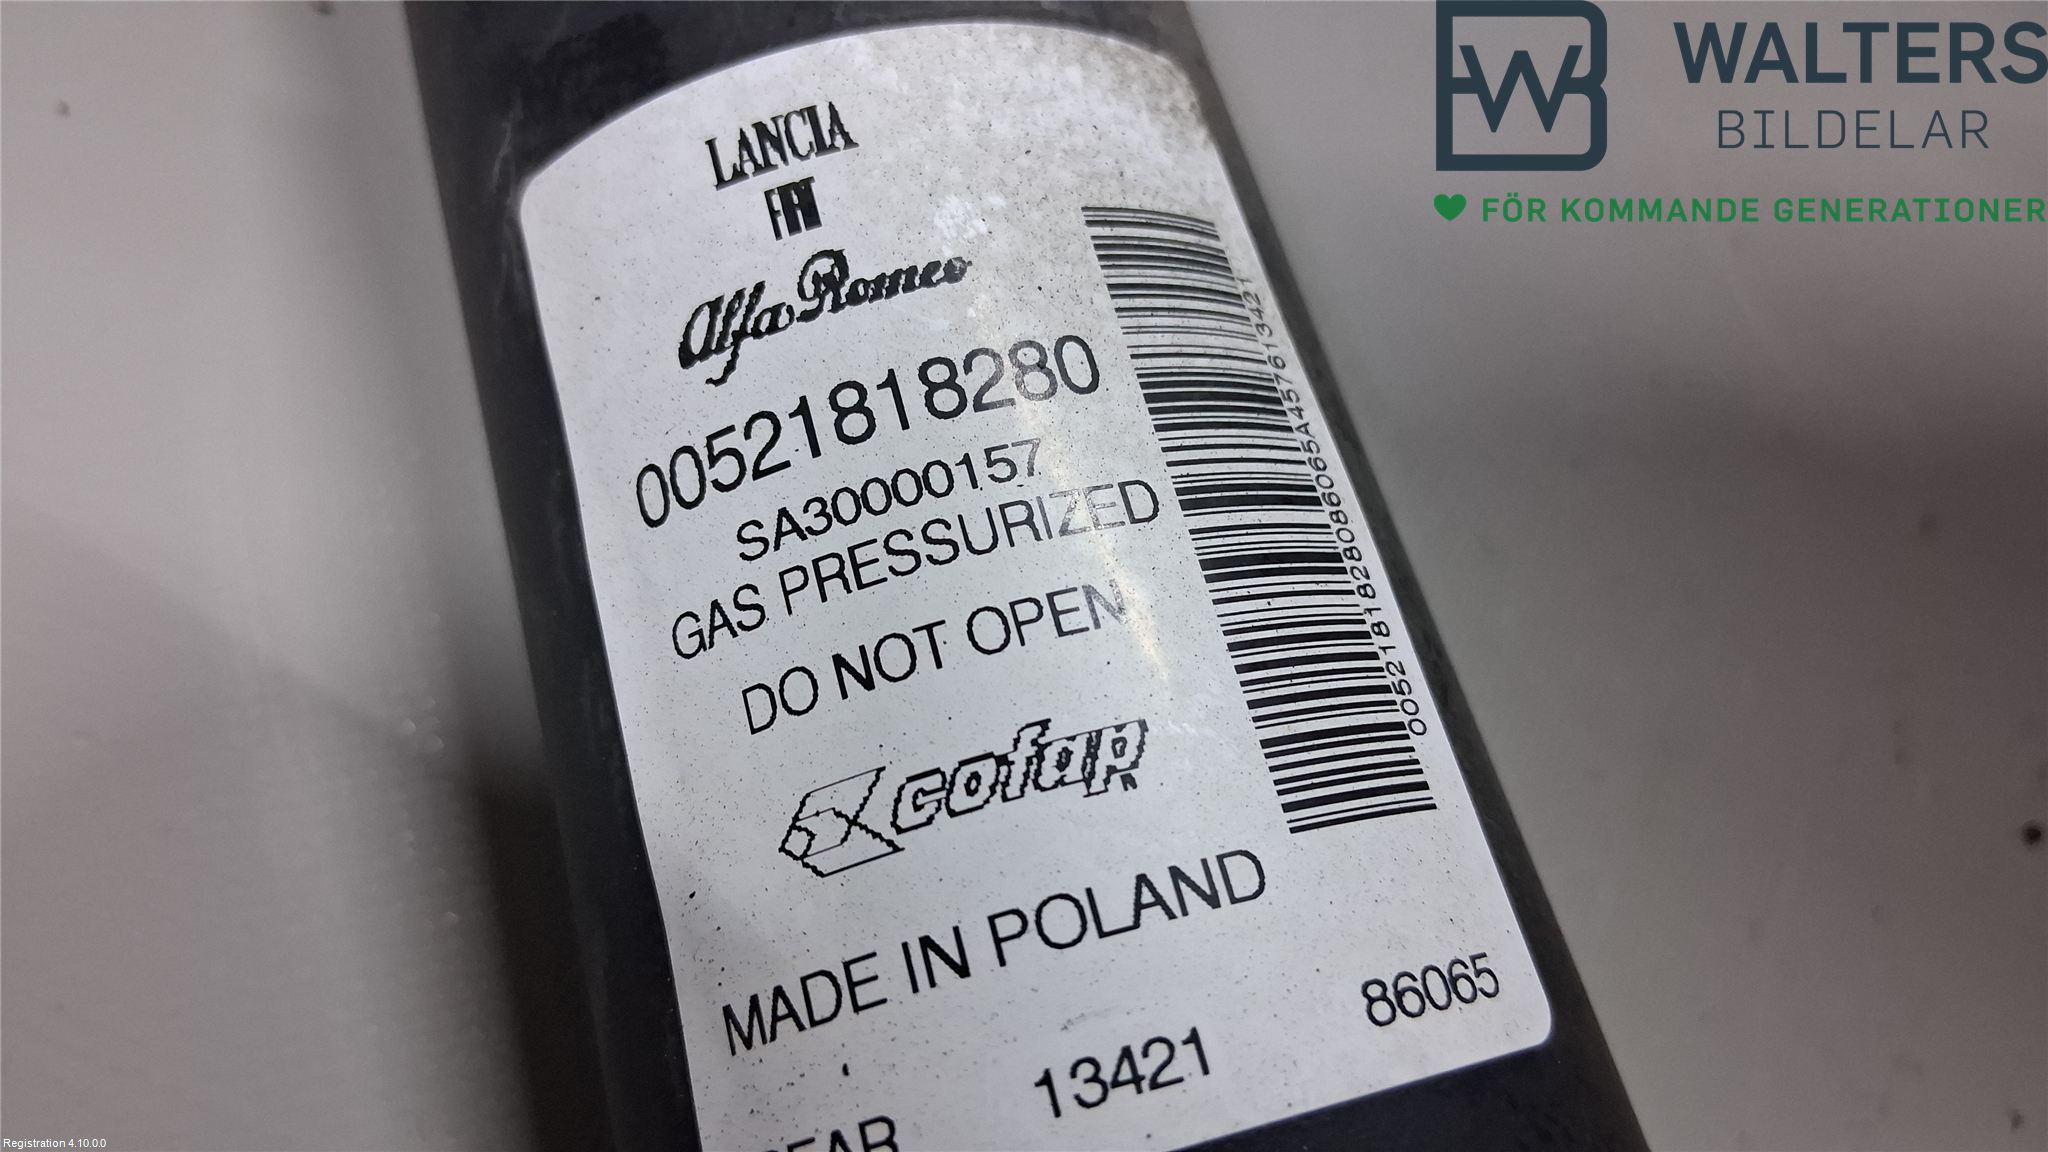 LANCIA
FIAT
Alfa Romeo
00521818280
SA30000157
GAS PRESSURIZED
DO NOT OPEN
cofap
MADE IN POLAND
86065
13421
0052181828086065A457613421
WALTERS
BILDELAR
FÖR KOMMANDE GENERATIONER
Registration 4.10.0.0